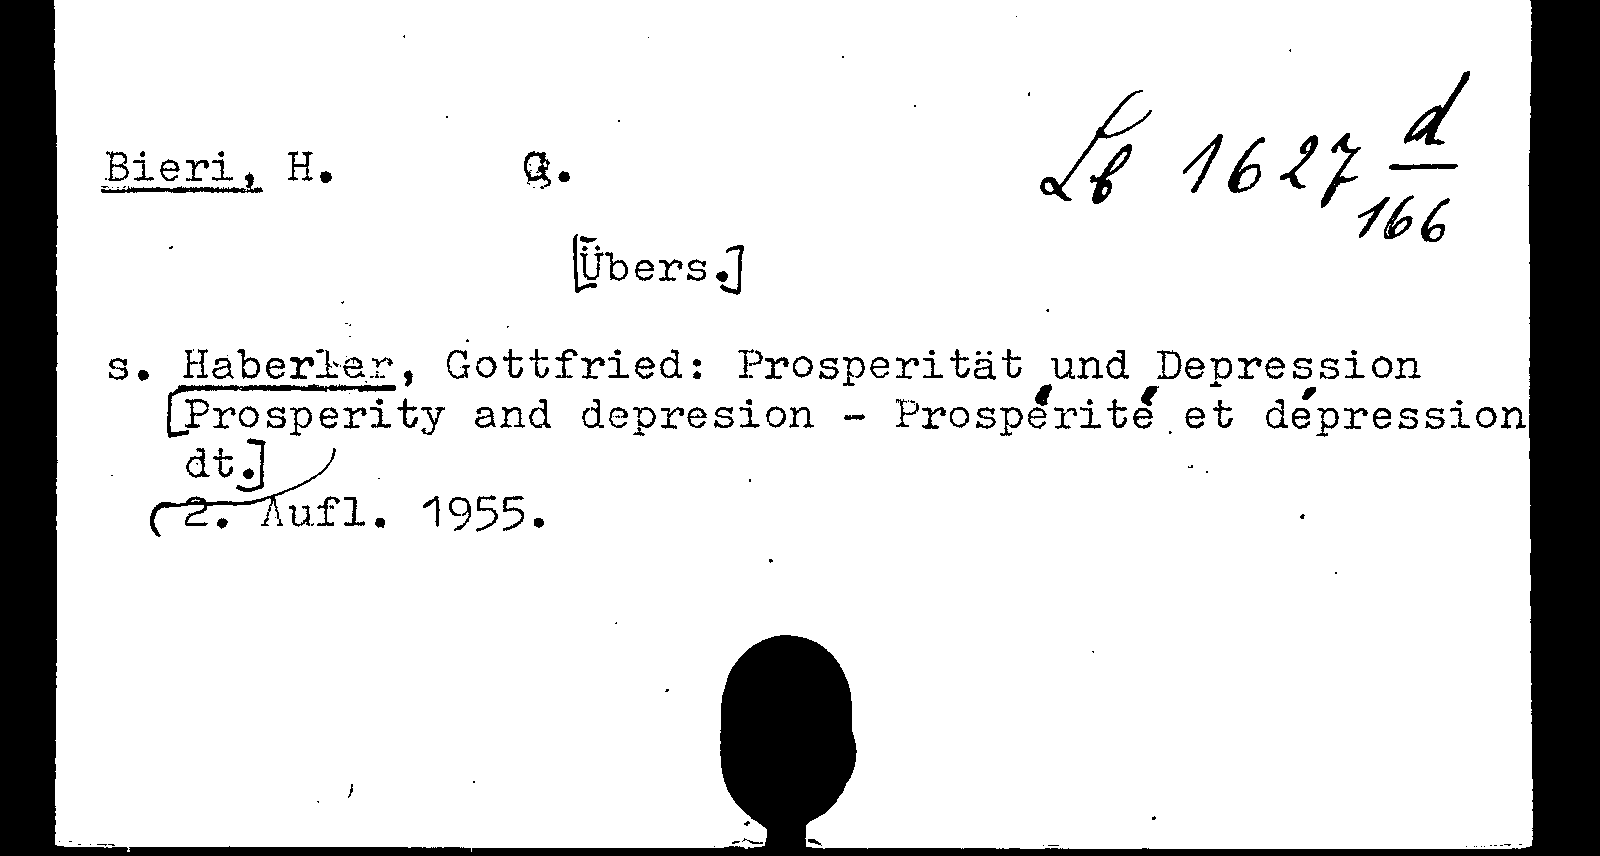 Bieri, H. G. Lb 1627 d/166
[Übers.]
s. Haberler, Gottfried: Prosperität und Depression
[Prosperity and depresion - Prospérité et dépression
dt.]
2. Aufl. 1955.